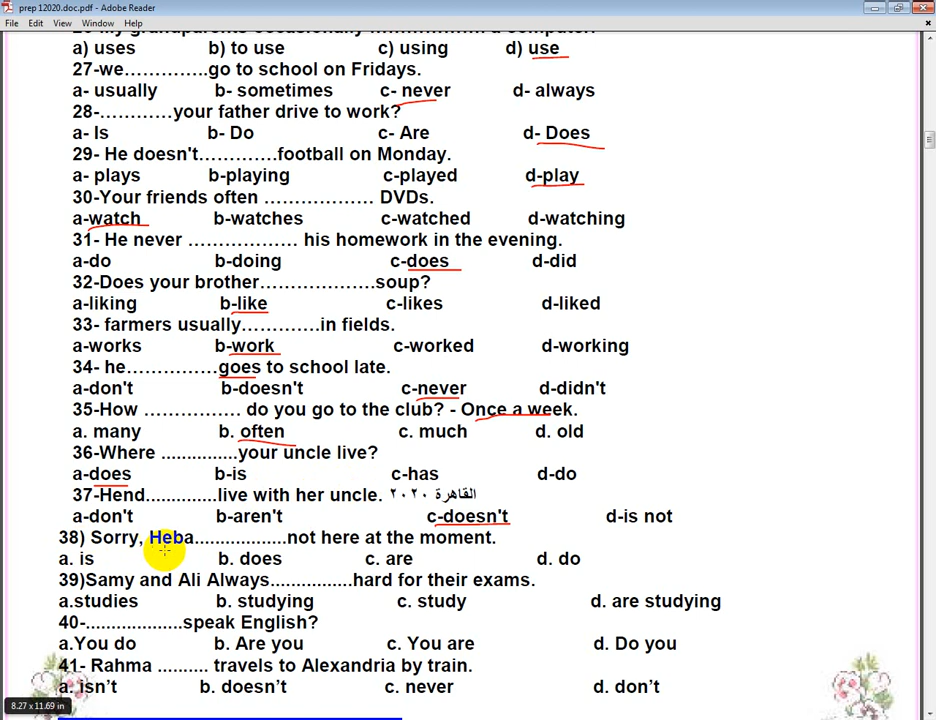 prep 12020.doc.pdf - Adobe Reader
File Edit View Window Help
a) uses b) to use c) using d) use
27-we…………..go to school on Fridays.
a- usually b- sometimes c- never d- always
28-…………your father drive to work?
a- Is b- Do c- Are d- Does
29- He doesn't………….football on Monday.
a- plays b-playing c-played d-play
30-Your friends often ……………… DVDs.
a-watch b-watches c-watched d-watching
31- He never ……………… his homework in the evening.
a-do b-doing c-does d-did
32-Does your brother………………soup?
a-liking b-like c-likes d-liked
33- farmers usually………….in fields.
a-works b-work c-worked d-working
34- he……………goes to school late.
a-don't b-doesn't c-never d-didn't
35-How …………… do you go to the club? - Once a week.
a. many b. often c. much d. old
36-Where ..............your uncle live?
a-does b-is c-has d-do
37-Hend.............live with her uncle. القاهرة ٢٠٢٠
a-don't b-aren't c-doesn't d-is not
38) Sorry, Heba.................not here at the moment.
a. is b. does c. are d. do
39)Samy and Ali Always...............hard for their exams.
a.studies b. studying c. study d. are studying
40-...................speak English?
a.You do b. Are you c. You are d. Do you
41- Rahma .......... travels to Alexandria by train.
a. isn’t b. doesn’t c. never d. don’t
8.27 x 11.69 in